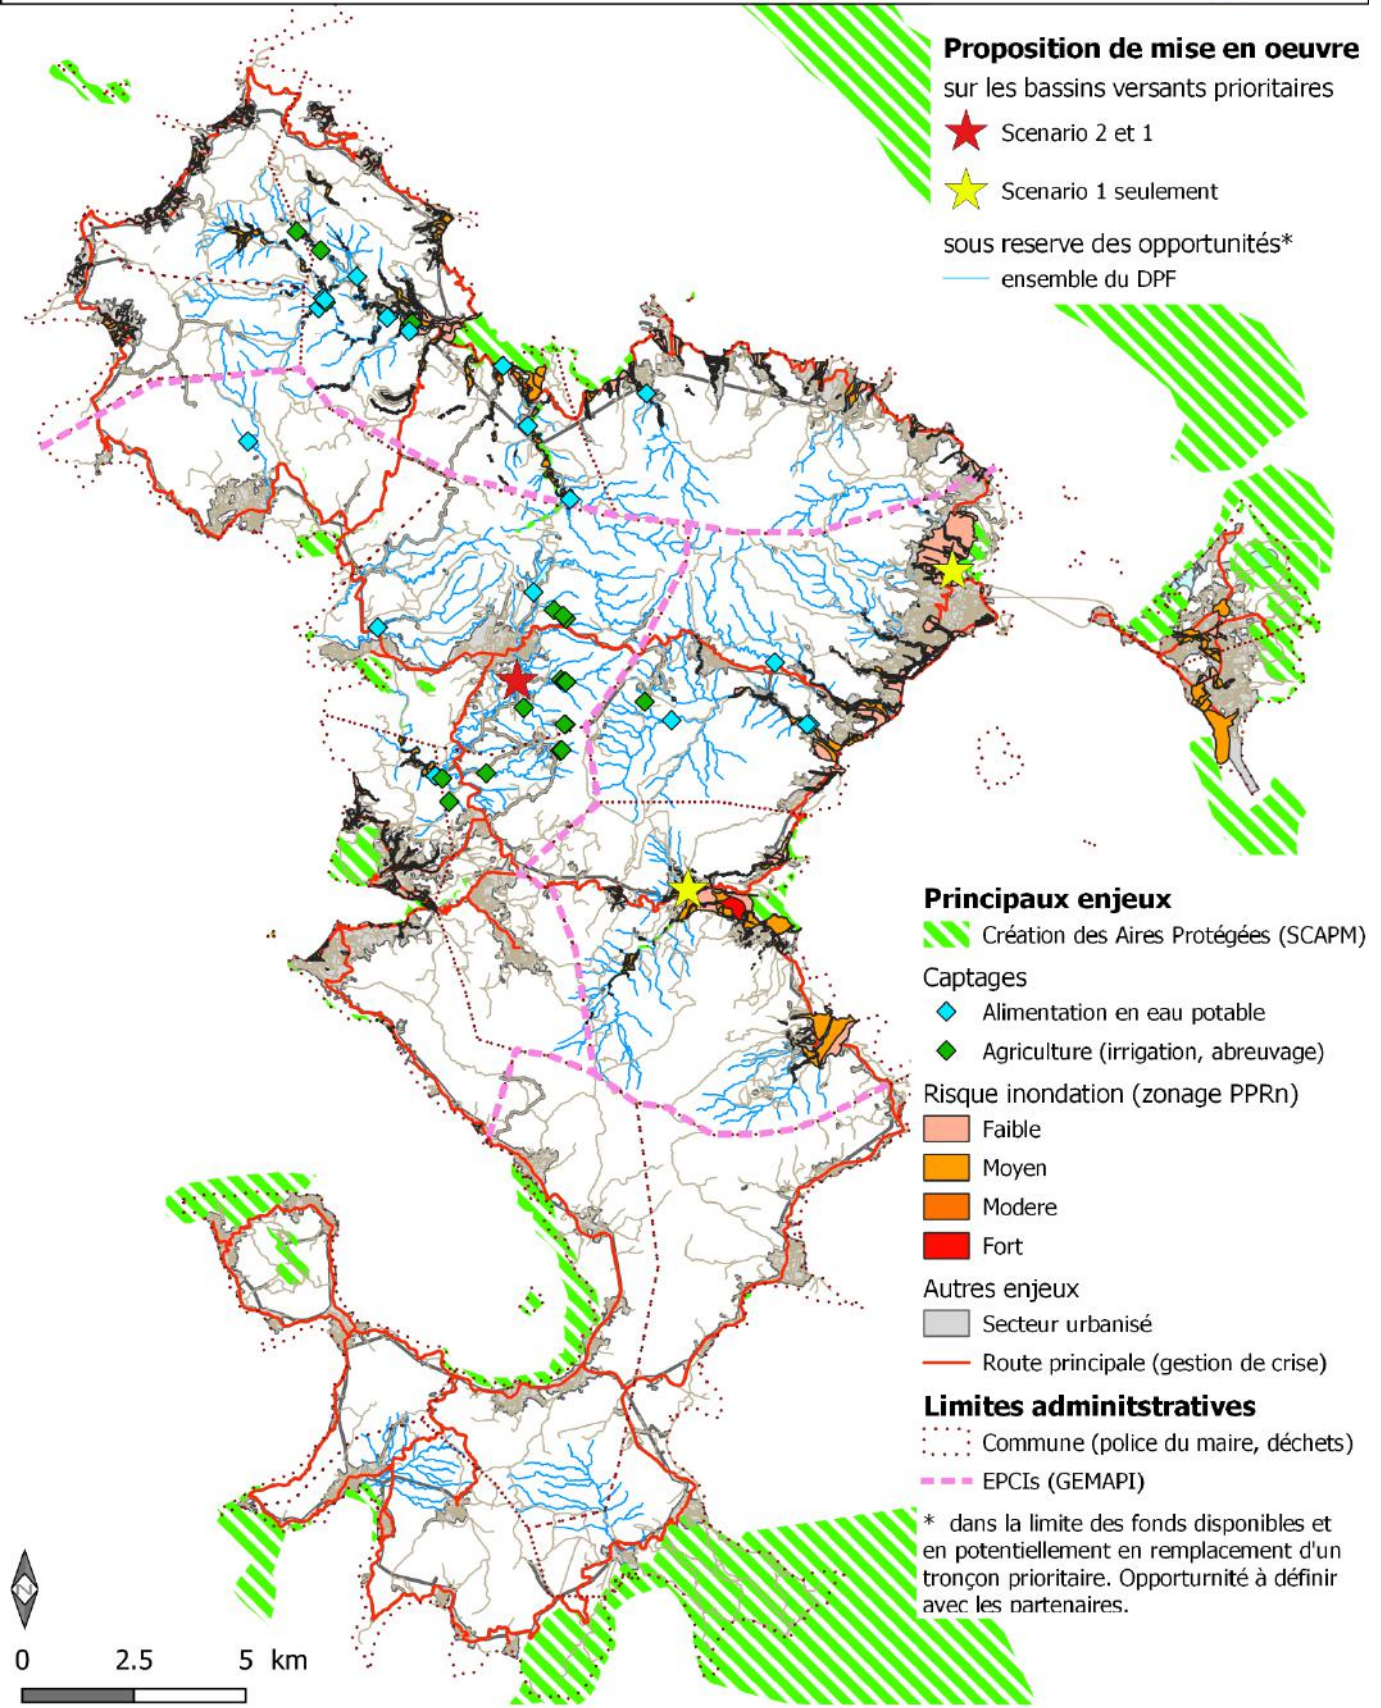 Proposition de mise en oeuvre
sur les bassins versants prioritaires
Scenario 2 et 1
Scenario 1 seulement
sous reserve des opportunités*
ensemble du DPF
Principaux enjeux
Création des Aires Protégées (SCAPM)
Captages
Alimentation en eau potable
Agriculture (irrigation, abreuvage)
Risque inondation (zonage PPRn)
Faible
Moyen
Modere
Fort
Autres enjeux
Secteur urbanisé
Route principale (gestion de crise)
Limites adminitstratives
Commune (police du maire, déchets)
EPCIs (GEMAPI)
* dans la limite des fonds disponibles et
en potentiellement en remplacement d'un
tronçon prioritaire. Opporturnité à définir
avec les partenaires.
N
0 2.5 5 km